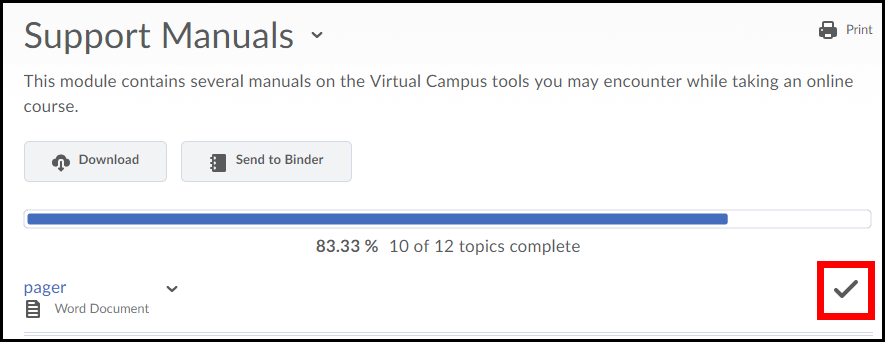 Support Manuals
Print
This module contains several manuals on the Virtual Campus tools you may encounter while taking an online
course.
Download
Send to Binder
83.33 % 10 of 12 topics complete
pager
Word Document